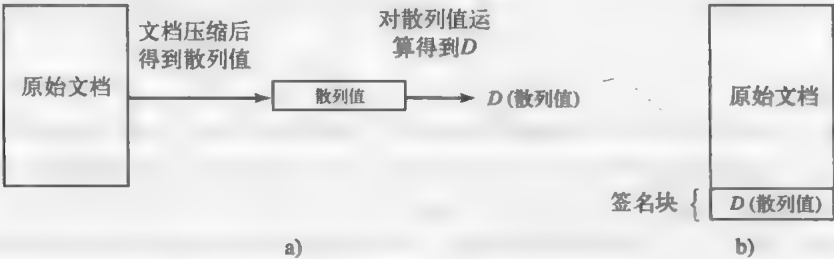 文档压缩后
得到散列值
对散列值运
算得到D
原始文档
散列值
D(散列值)
原始文档
签名块
D(散列值)
a)
b)